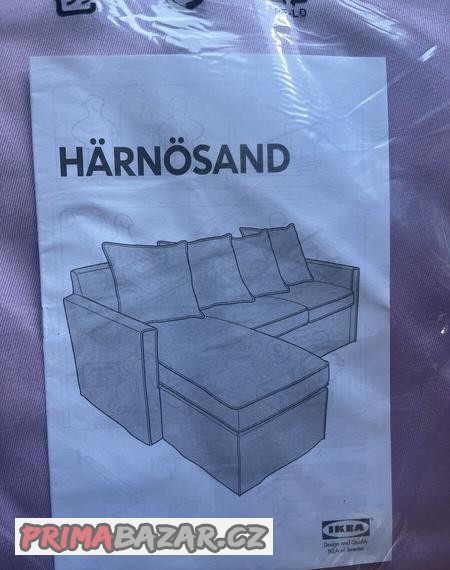 HÄRNÖSAND
IKEA
Design and Quality
IKEA of Sweden
PRIMABAZAR.CZ